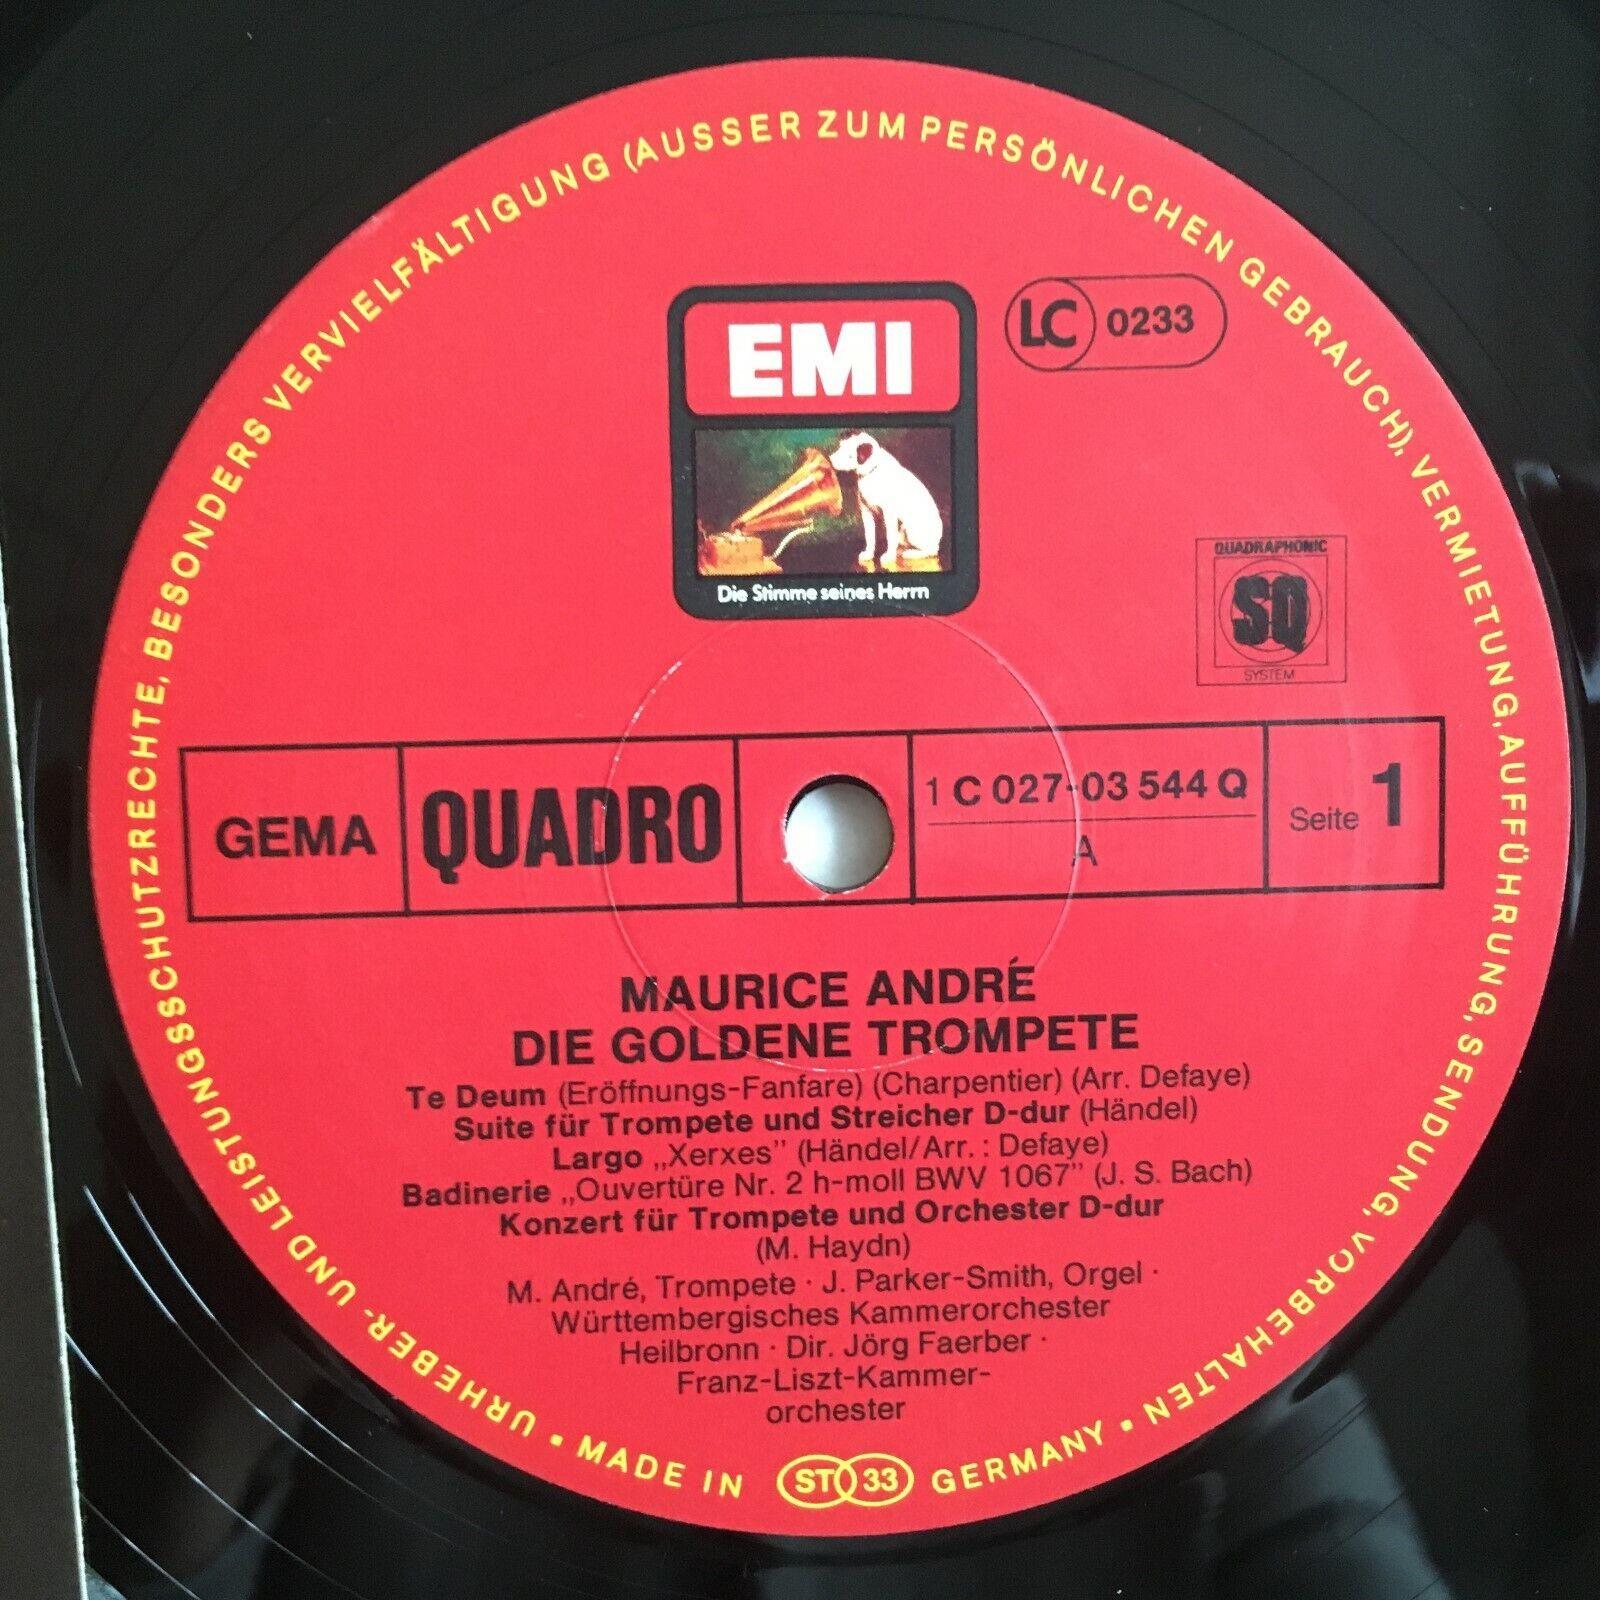 URHEBER- UND LEISTUNGSSCHUTZRECHTE, BESONDERS VERVIELFÄLTIGUNG (AUSSER ZUM PERSÖNLICHEN GEBRAUCH), VERMIETUNG, AUFFÜHRUNG, SENDUNG, VORBEHALTEN •
EMI
Die Stimme seines Herrn
LC 0233
QUADRAPHONIC
SQ
SYSTEM
GEMA
QUADRO
1 C 027-03 544 Q
A
Seite 1
MAURICE ANDRÉ
DIE GOLDENE TROMPETE
Te Deum (Eröffnungs-Fanfare) (Charpentier) (Arr. Defaye)
Suite für Trompete und Streicher D-dur (Händel)
Largo „Xerxes" (Händel/Arr.: Defaye)
Badinerie „Ouvertüre Nr. 2 h-moll BWV 1067" (J. S. Bach)
Konzert für Trompete und Orchester D-dur
(M. Haydn)
M. André, Trompete · J. Parker-Smith, Orgel ·
Württembergisches Kammerorchester
Heilbronn · Dir. Jörg Faerber ·
Franz-Liszt-Kammer-
orchester
• MADE IN ST 33 GERMANY